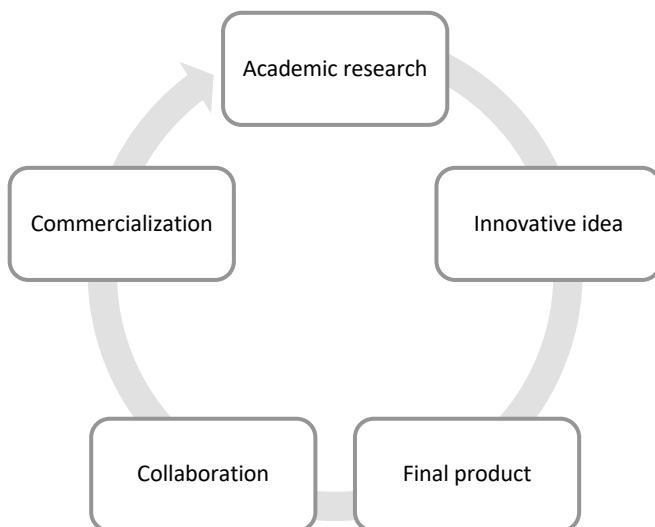 Academic research
Innovative idea
Final product
Collaboration
Commercialization